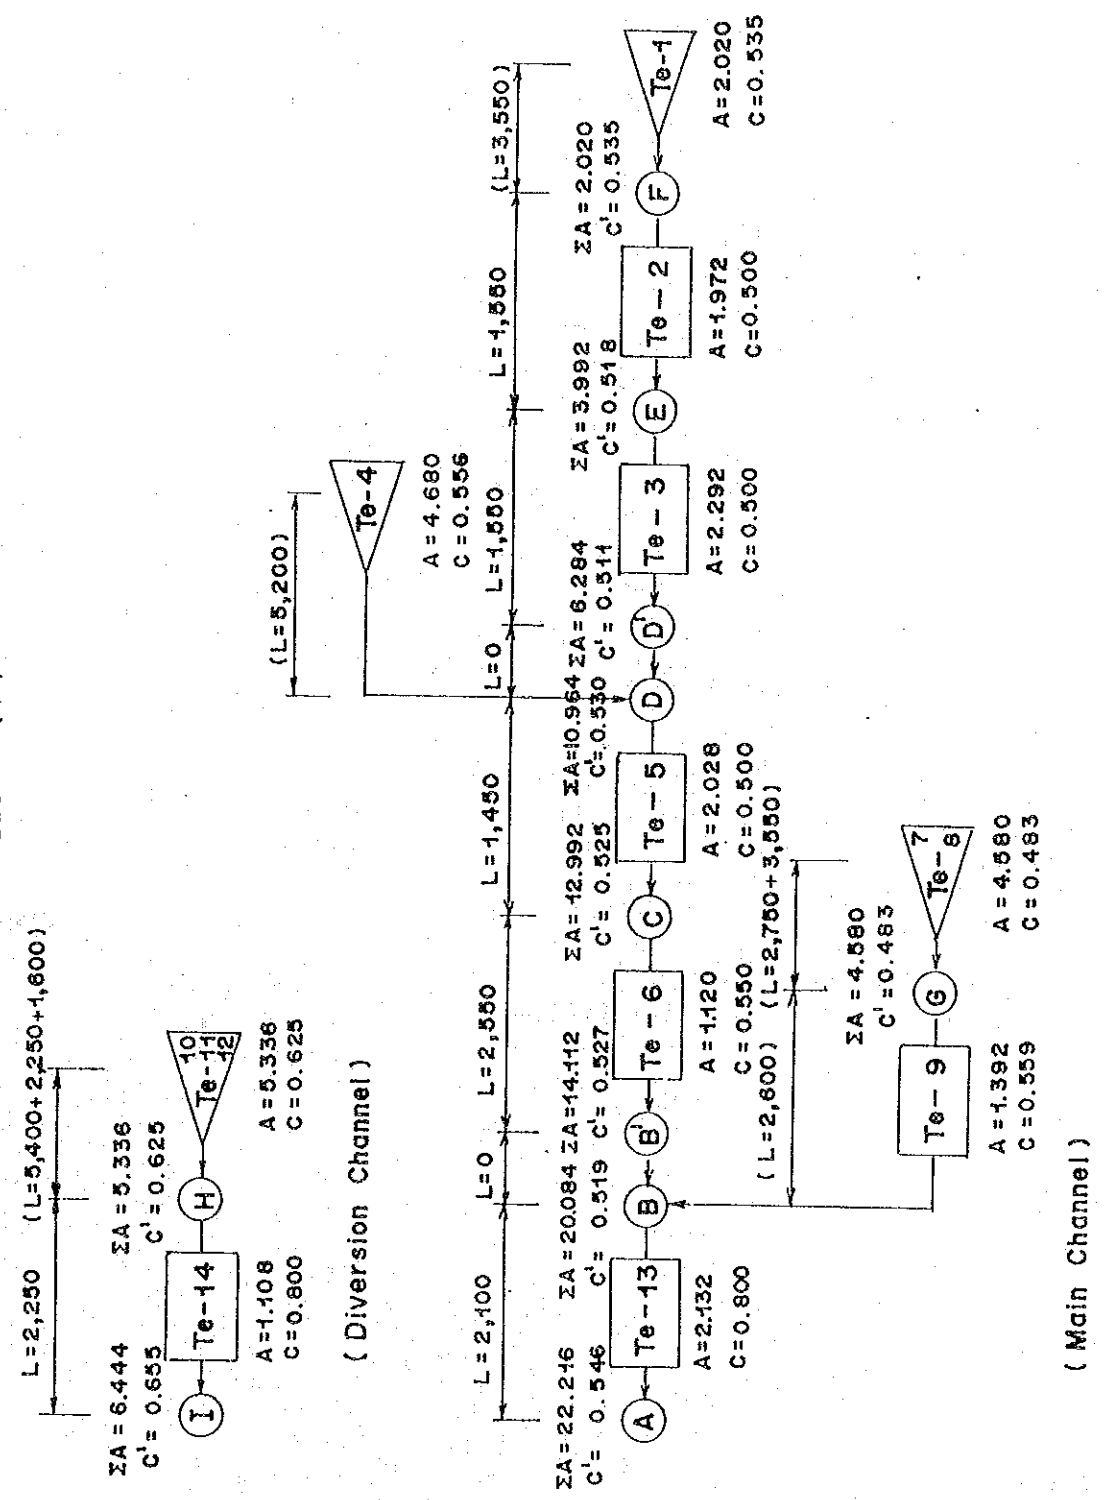 L=2,250 (L=5,400+2,250+1,600)
ΣA=6.444
C'=0.655
ΣA=5.336
C'=0.625
I
Te-14
H
10
Te-11
12
A=1.108
C=0.800
A=5.336
C=0.625
(Diversion Channel)
(L=5,200)
Te-4
A=4.680
C=0.556
L=2,100
L=0
L=2,550
L=1,450
L=0
L=1,550
L=1,550
(L=3,550)
ΣA=22.216
C'=0.546
ΣA=20.084
C'=0.519
ΣA=14.112
C'=0.527
ΣA=12.992
C'=0.525
ΣA=10.964
C'=0.530
ΣA=6.284
C'=0.511
ΣA=3.992
C'=0.518
ΣA=2.020
C'=0.535
A
Te-13
B
B'
Te-6
C
Te-5
D
D'
Te-3
E
Te-2
F
Te-1
A=2.132
C=0.800
A=1.120
C=0.550
A=2.028
C=0.500
A=2.292
C=0.500
A=1.972
C=0.500
A=2.020
C=0.535
(L=2,600) (L=2,750+3,550)
ΣA=4.580
C'=0.483
Te-9
G
7
Te-8
A=1.392
C=0.559
A=4.580
C=0.483
(Main Channel)